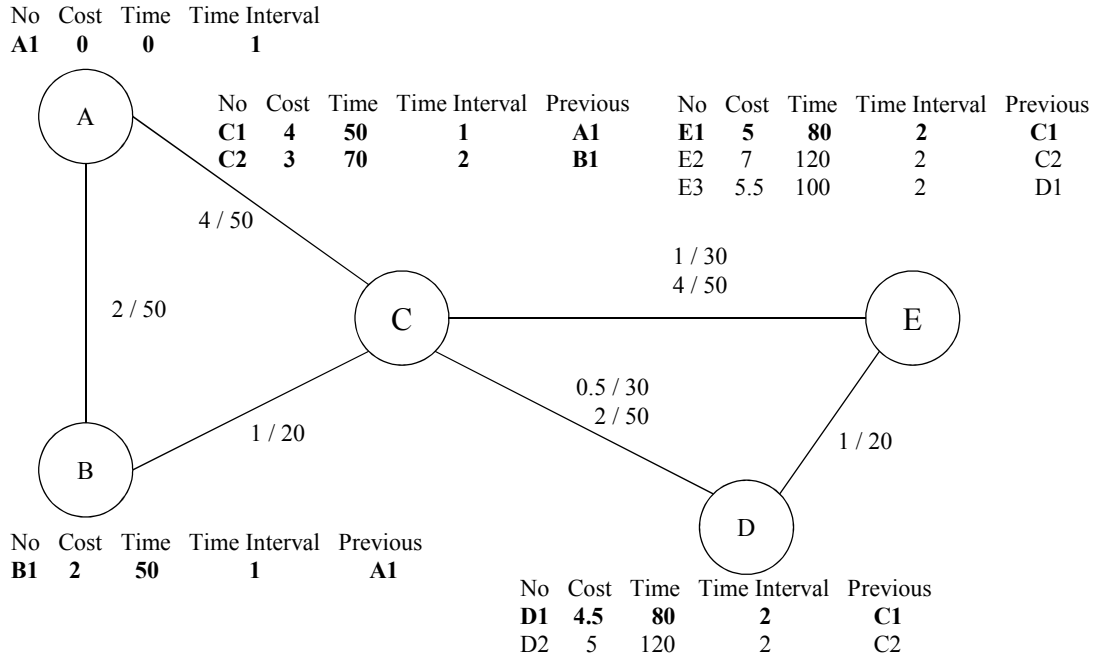 No Cost Time Time Interval
A1 0 0 1
A
No Cost Time Time Interval Previous
C1 4 50 1 A1
C2 3 70 2 B1
No Cost Time Time Interval Previous
E1 5 80 2 C1
E2 7 120 2 C2
E3 5.5 100 2 D1
4 / 50
1 / 30
4 / 50
2 / 50
C
E
0.5 / 30
2 / 50
1 / 20
1 / 20
B
D
No Cost Time Time Interval Previous
B1 2 50 1 A1
No Cost Time Time Interval Previous
D1 4.5 80 2 C1
D2 5 120 2 C2